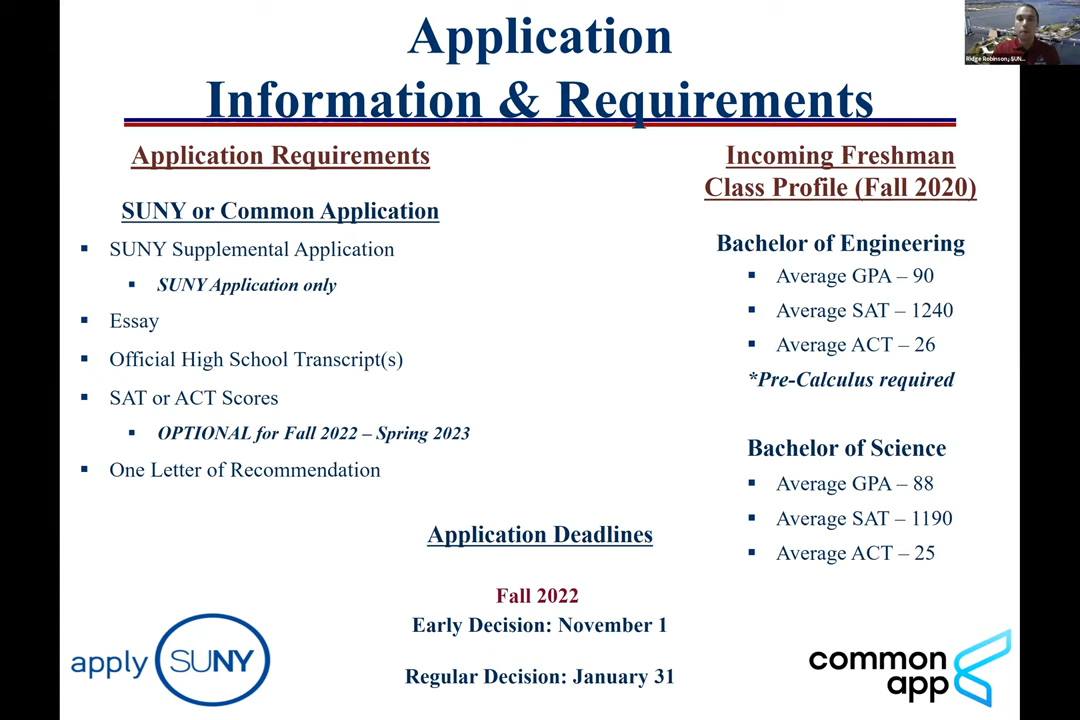 Application
Information & Requirements
Ridge Robinson, SUN...
Application Requirements
SUNY or Common Application
▪ SUNY Supplemental Application
▪ SUNY Application only
▪ Essay
▪ Official High School Transcript(s)
▪ SAT or ACT Scores
▪ OPTIONAL for Fall 2022 – Spring 2023
▪ One Letter of Recommendation
Incoming Freshman
Class Profile (Fall 2020)
Bachelor of Engineering
▪ Average GPA – 90
▪ Average SAT – 1240
▪ Average ACT – 26
*Pre-Calculus required
Bachelor of Science
▪ Average GPA – 88
▪ Average SAT – 1190
▪ Average ACT – 25
Application Deadlines
Fall 2022
Early Decision: November 1
Regular Decision: January 31
apply SUNY
common
app